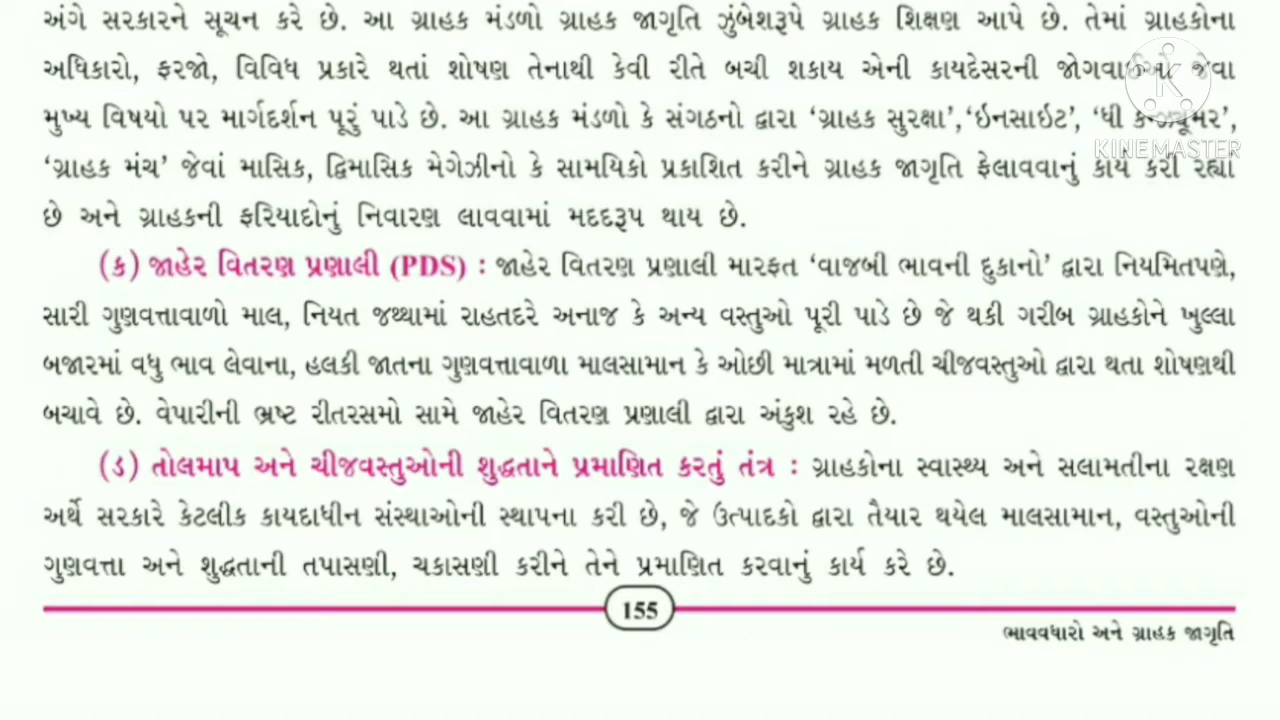 અંગે સરકારને સૂચન કરે છે. આ ગ્રાહક મંડળો ગ્રાહક જાગૃતિ ઝુંબેશરૂપે ગ્રાહક શિક્ષણ આપે છે. તેમાં ગ્રાહકોના
અધિકારો, ફરજો, વિવિધ પ્રકારે થતાં શોષણ તેનાથી કેવી રીતે બચી શકાય એની કાયદેસરની જોગવાઈઓ જેવા
મુખ્ય વિષયો પર માર્ગદર્શન પૂરું પાડે છે. આ ગ્રાહક મંડળો કે સંગઠનો દ્વારા ‘ગ્રાહક સુરક્ષા’,‘ઇનસાઇટ’, ‘ધી કન્ઝ્યૂમર’,
KINEMASTER
‘ગ્રાહક મંચ’ જેવાં માસિક, દ્વિમાસિક મેગેઝીનો કે સામયિકો પ્રકાશિત કરીને ગ્રાહક જાગૃતિ ફેલાવવાનું કાર્ય કરી રહ્યા
છે અને ગ્રાહકની ફરિયાદોનું નિવારણ લાવવામાં મદદરૂપ થાય છે.
(ક) જાહેર વિતરણ પ્રણાલી (PDS) : જાહેર વિતરણ પ્રણાલી મારફત ‘વાજબી ભાવની દુકાનો’ દ્વારા નિયમિતપણે,
સારી ગુણવત્તાવાળો માલ, નિયત જથ્થામાં રાહતદરે અનાજ કે અન્ય વસ્તુઓ પૂરી પાડે છે જે થકી ગરીબ ગ્રાહકોને ખુલ્લા
બજારમાં વધુ ભાવ લેવાના, હલકી જાતના ગુણવત્તાવાળા માલસામાન કે ઓછી માત્રામાં મળતી ચીજવસ્તુઓ દ્વારા થતા શોષણથી
બચાવે છે. વેપારીની ભ્રષ્ટ રીતરસમો સામે જાહેર વિતરણ પ્રણાલી દ્વારા અંકુશ રહે છે.
(ડ) તોલમાપ અને ચીજવસ્તુઓની શુદ્ધતાને પ્રમાણિત કરતું તંત્ર : ગ્રાહકોના સ્વાસ્થ્ય અને સલામતીના રક્ષણ
અર્થે સરકારે કેટલીક કાયદાધીન સંસ્થાઓની સ્થાપના કરી છે, જે ઉત્પાદકો દ્વારા તૈયાર થયેલ માલસામાન, વસ્તુઓની
ગુણવત્તા અને શુદ્ધતાની તપાસણી, ચકાસણી કરીને તેને પ્રમાણિત કરવાનું કાર્ય કરે છે.
155
ભાવવધારો અને ગ્રાહક જાગૃતિ